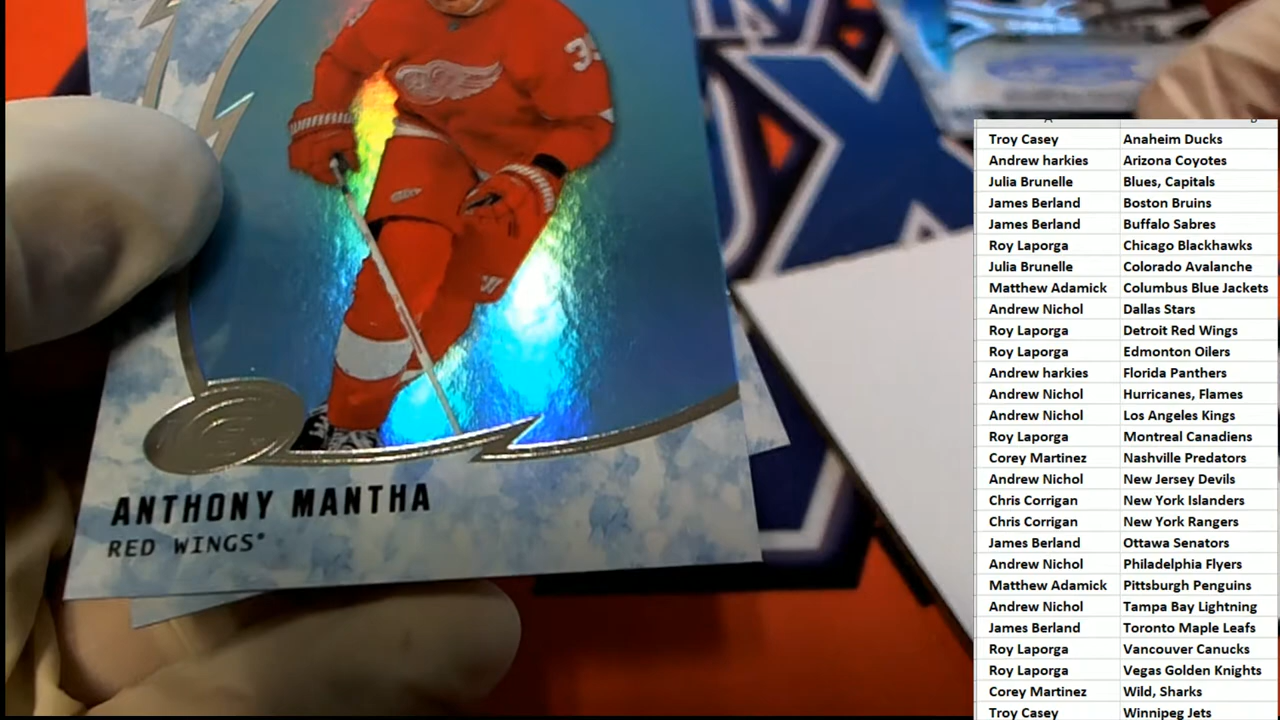 ANTHONY MANTHA
RED WINGS
Troy Casey Anaheim Ducks
Andrew harkies Arizona Coyotes
Julia Brunelle Blues, Capitals
James Berland Boston Bruins
James Berland Buffalo Sabres
Roy Laporga Chicago Blackhawks
Julia Brunelle Colorado Avalanche
Matthew Adamick Columbus Blue Jackets
Andrew Nichol Dallas Stars
Roy Laporga Detroit Red Wings
Roy Laporga Edmonton Oilers
Andrew harkies Florida Panthers
Andrew Nichol Hurricanes, Flames
Andrew Nichol Los Angeles Kings
Roy Laporga Montreal Canadiens
Corey Martinez Nashville Predators
Andrew Nichol New Jersey Devils
Chris Corrigan New York Islanders
Chris Corrigan New York Rangers
James Berland Ottawa Senators
Andrew Nichol Philadelphia Flyers
Matthew Adamick Pittsburgh Penguins
Andrew Nichol Tampa Bay Lightning
James Berland Toronto Maple Leafs
Roy Laporga Vancouver Canucks
Roy Laporga Vegas Golden Knights
Corey Martinez Wild, Sharks
Troy Casey Winnipeg Jets